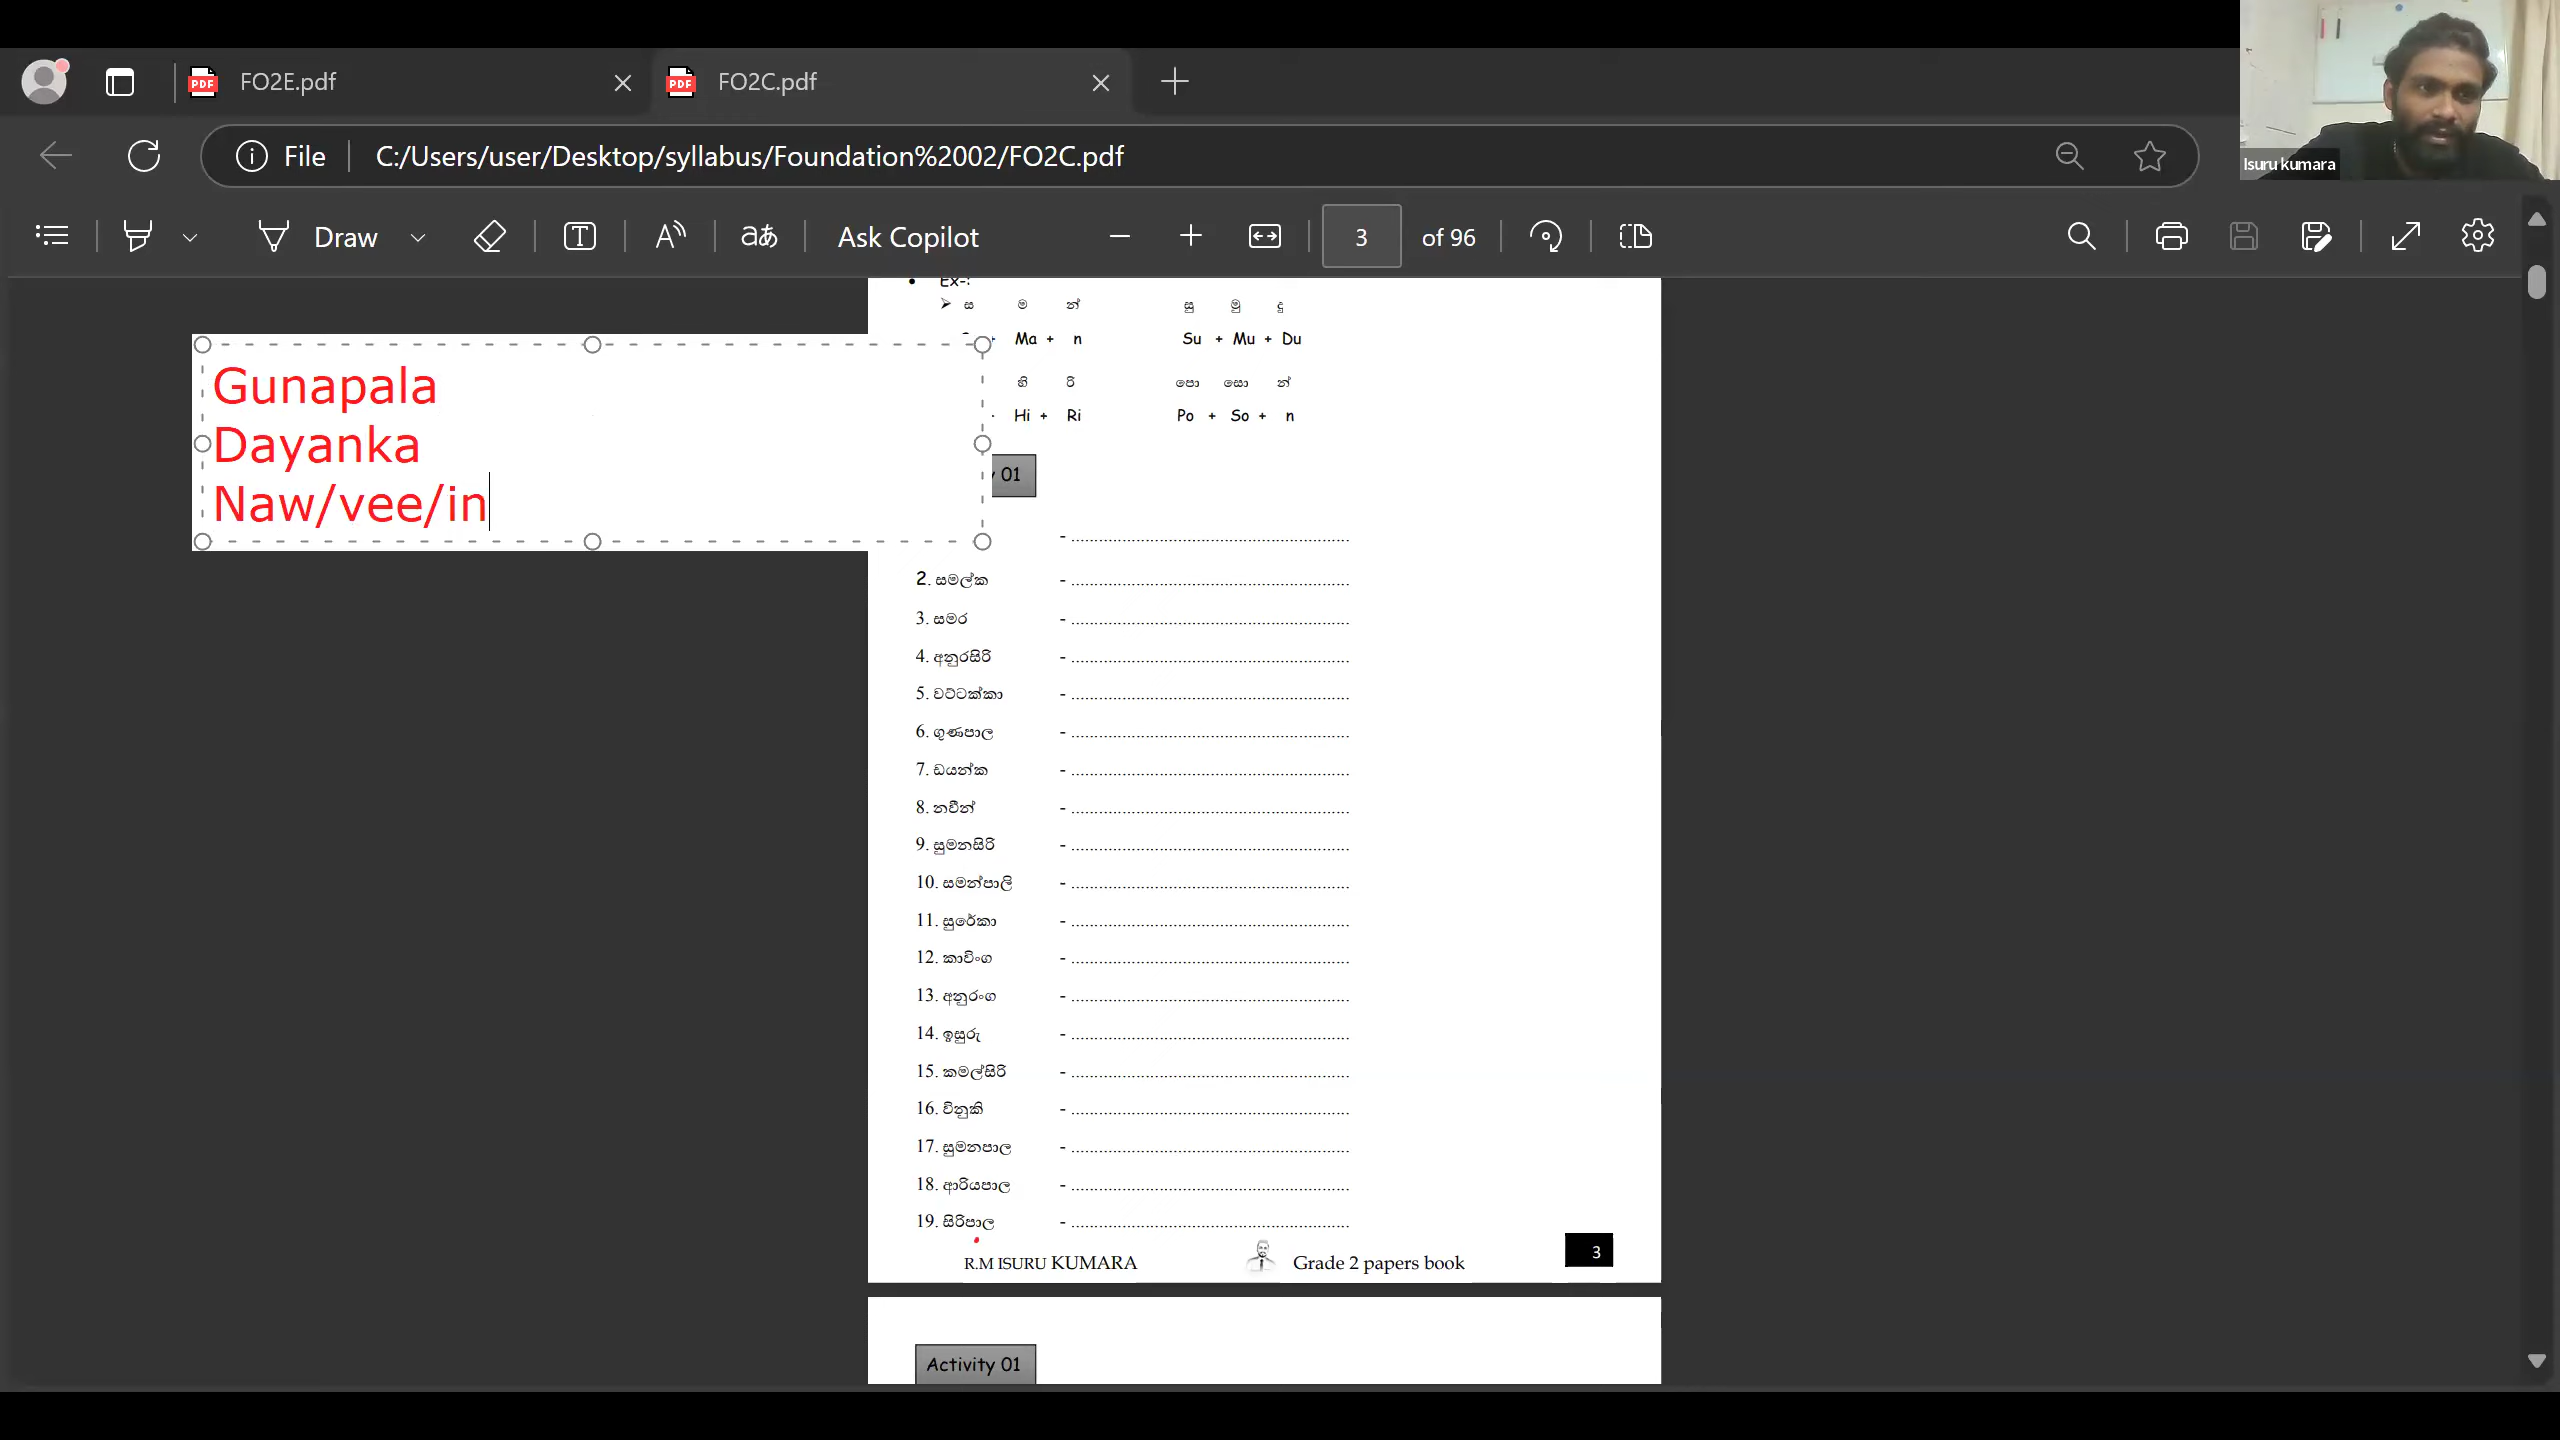 FO2E.pdf
FO2C.pdf
File
C:/Users/user/Desktop/syllabus/Foundation%2002/FO2C.pdf
Isuru kumara
Draw
Ask Copilot
3 of 96
Ex-:
ස ම න් සු මු දු
+ Ma + n Su + Mu + Du
හි රි පො සො න්
Hi + Ri Po + So + n
Gunapala
Dayanka
Naw/vee/in
y 01
- ........................................
2. සමල්ක - ........................................
3. සමර - ........................................
4. අනුරසිරි - ........................................
5. වට්ටක්කා - ........................................
6. ගුණපාල - ........................................
7. ඩයන්ක - ........................................
8. නවීන් - ........................................
9. සුමනසිරි - ........................................
10. සමන්පාලි - ........................................
11. සුරේකා - ........................................
12. කාවිංග - ........................................
13. අනුරංග - ........................................
14. ඉසුරු - ........................................
15. කමල්සිරි - ........................................
16. විනුකි - ........................................
17. සුමනපාල - ........................................
18. ආරියපාල - ........................................
19. සිරිපාල - ........................................
R.M ISURU KUMARA Grade 2 papers book 3
Activity 01